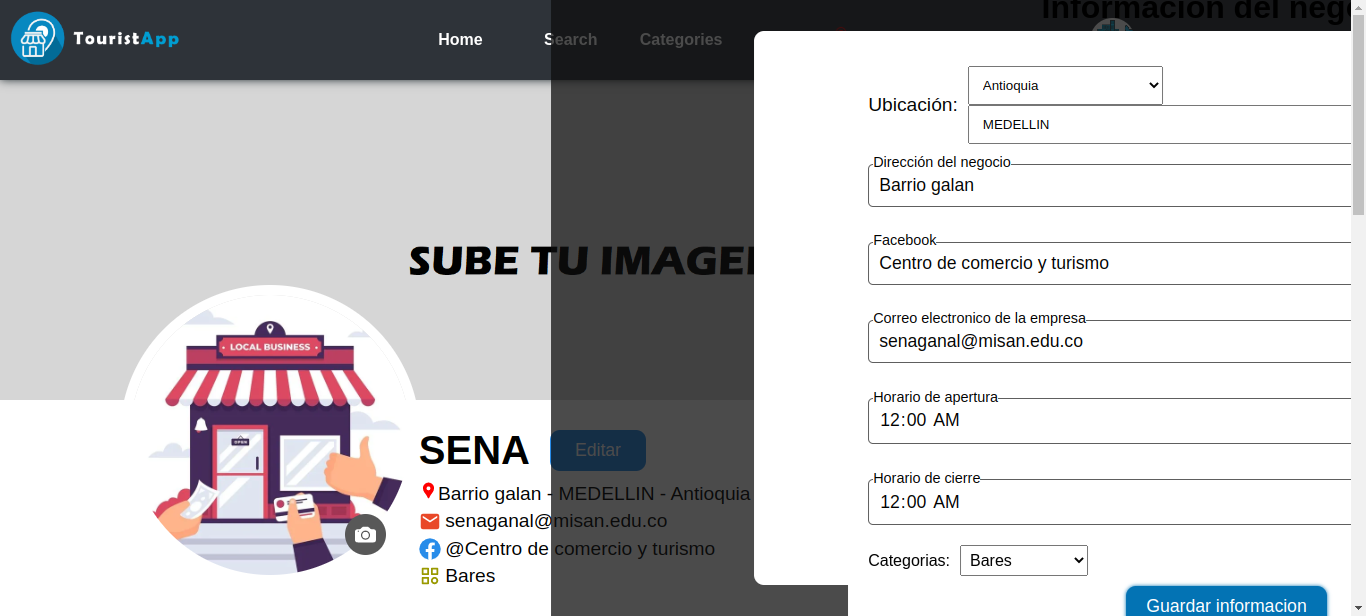 TouristApp
Home
Search
Categories
Informacion del neg
SUBE TU IMAGEN
LOCAL BUSINESS
OPEN
SENA
Editar
Barrio galan - MEDELLIN - Antioquia
senaganal@misan.edu.co
@Centro de comercio y turismo
Bares
Ubicación:
Antioquia
MEDELLIN
Dirección del negocio
Barrio galan
Facebook
Centro de comercio y turismo
Correo electronico de la empresa
senaganal@misan.edu.co
Horario de apertura
12:00 AM
Horario de cierre
12:00 AM
Categorias:
Bares
Guardar informacion